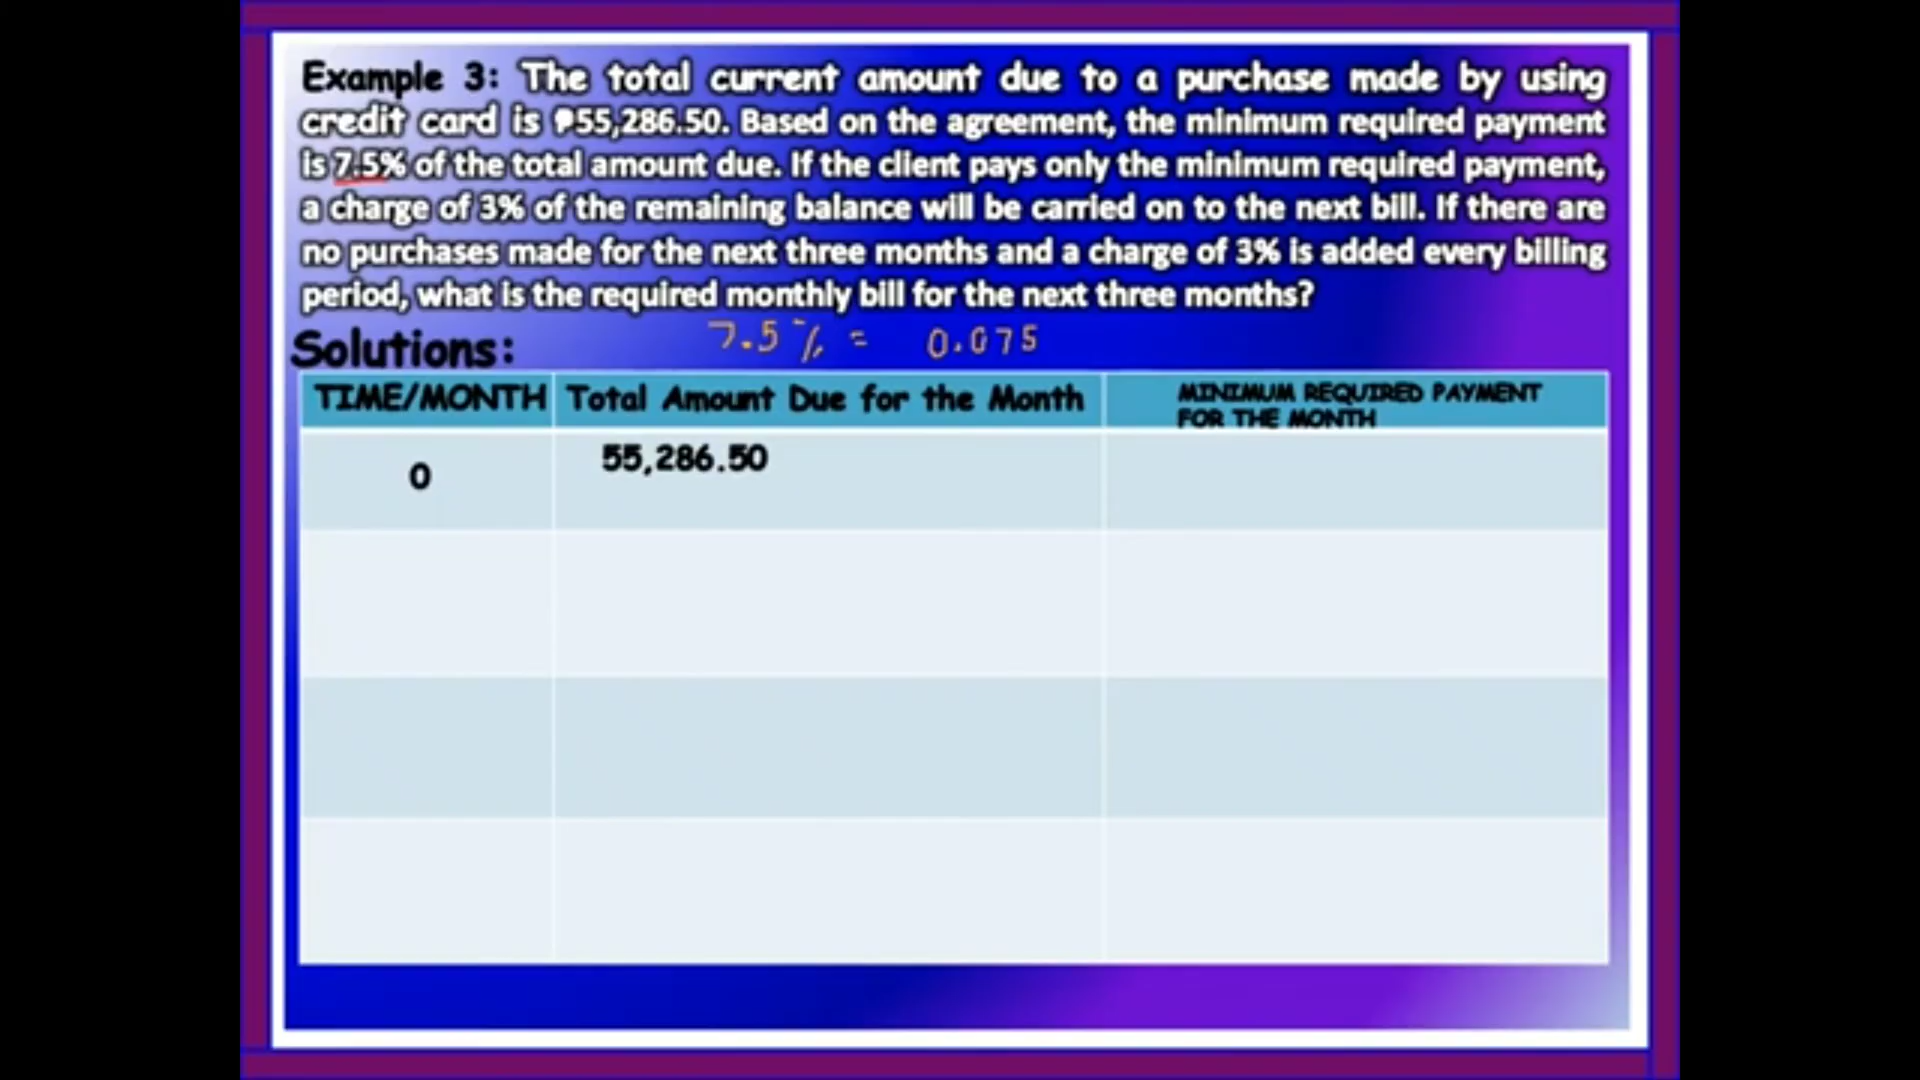 Example 3: The total current amount due to a purchase made by using
credit card is ₱55,286.50. Based on the agreement, the minimum required payment
is 7.5% of the total amount due. If the client pays only the minimum required payment,
a charge of 3% of the remaining balance will be carried on to the next bill. If there are
no purchases made for the next three months and a charge of 3% is added every billing
period, what is the required monthly bill for the next three months?
7.5% = 0.075
Solutions:
TIME/MONTH Total Amount Due for the Month MINIMUM REQUIRED PAYMENT
FOR THE MONTH
0 55,286.50